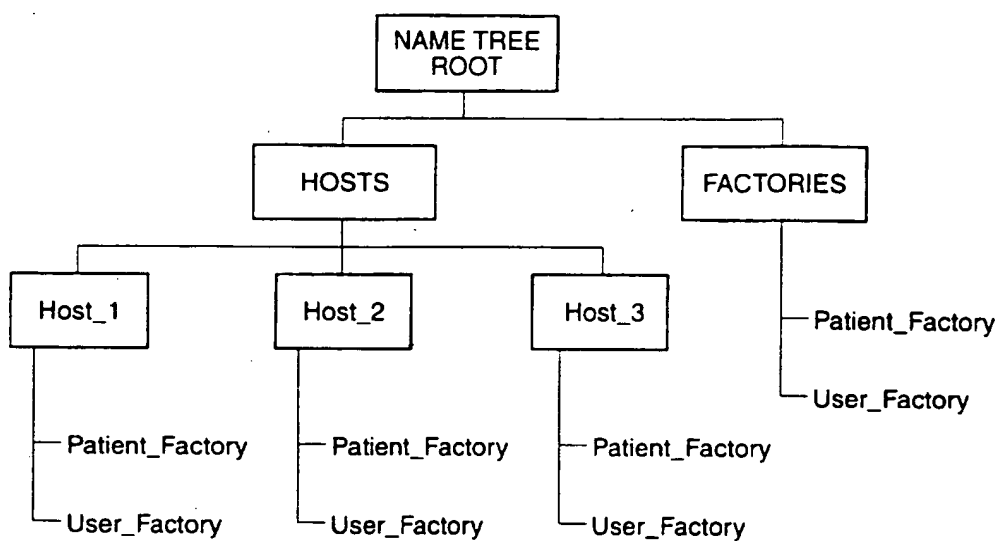 NAME TREE
ROOT
HOSTS
FACTORIES
Host_1
Host_2
Host_3
Patient_Factory
User_Factory
Patient_Factory
User_Factory
Patient_Factory
User_Factory
Patient_Factory
User_Factory